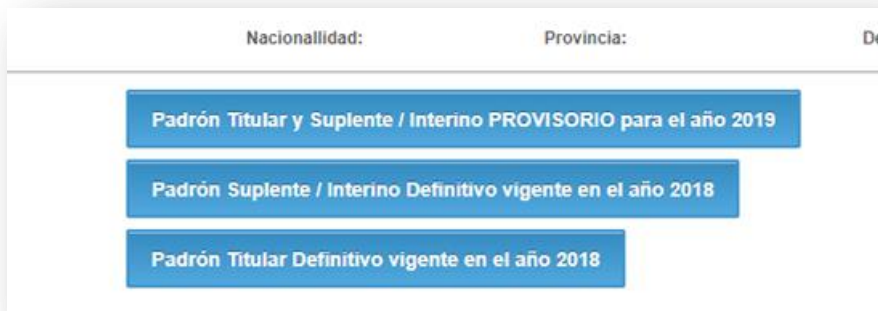 Nacionallidad: Provincia:
Padrón Titular y Suplente / Interino PROVISORIO para el año 2019
Padrón Suplente / Interino Definitivo vigente en el año 2018
Padrón Titular Definitivo vigente en el año 2018